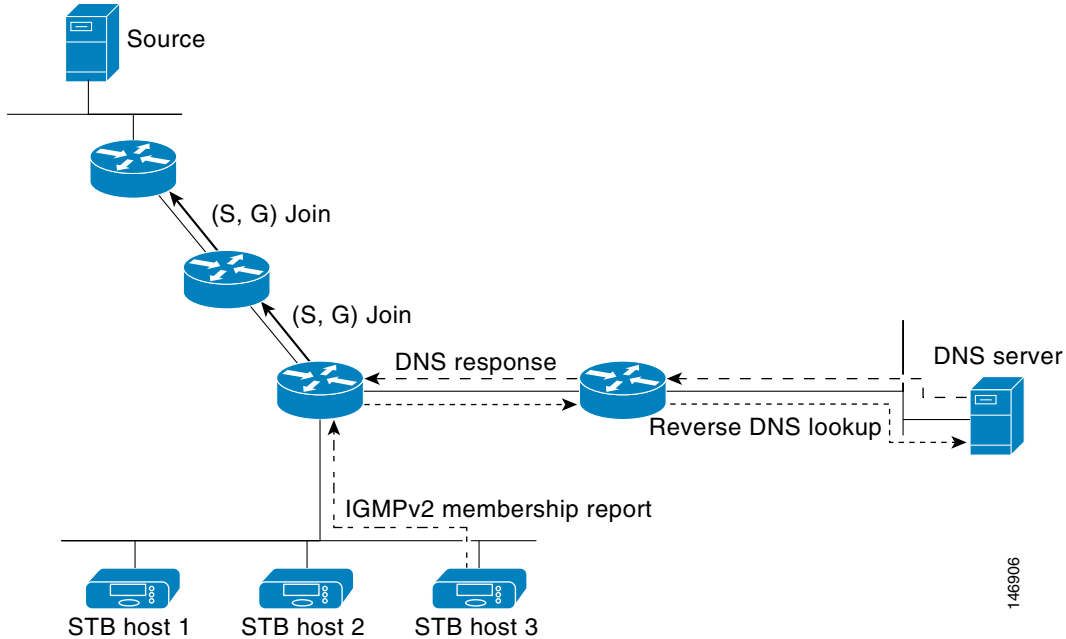 Source
(S, G) Join
(S, G) Join
DNS response
DNS server
Reverse DNS lookup
IGMPv2 membership report
STB host 1
STB host 2
STB host 3
146906